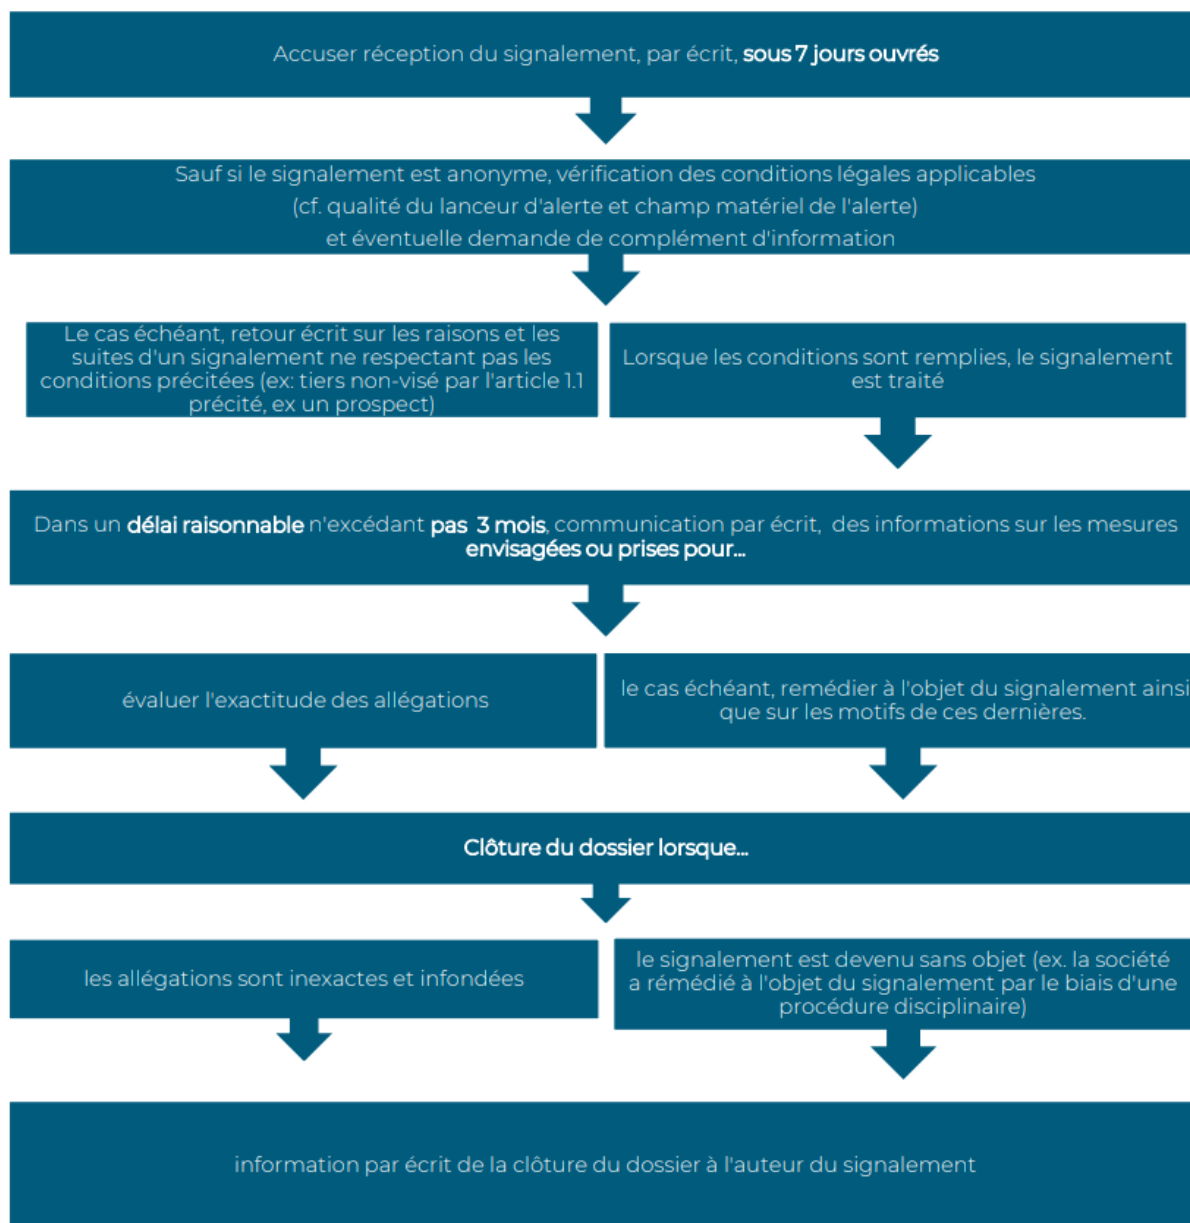 Accuser réception du signalement, par écrit, sous 7 jours ouvrés
Sauf si le signalement est anonyme, vérification des conditions légales applicables
(cf. qualité du lanceur d'alerte et champ matériel de l'alerte)
et éventuelle demande de complément d'information
Le cas échéant, retour écrit sur les raisons et les
suites d'un signalement ne respectant pas les
conditions précitées (ex: tiers non-visé par l'article 1.1
précité, ex un prospect)
Lorsque les conditions sont remplies, le signalement
est traité
Dans un délai raisonnable n'excédant pas 3 mois, communication par écrit, des informations sur les mesures
envisagées ou prises pour...
évaluer l'exactitude des allégations
le cas échéant, remédier à l'objet du signalement ainsi
que sur les motifs de ces dernières.
Clôture du dossier lorsque...
les allégations sont inexactes et infondées
le signalement est devenu sans objet (ex. la société
a rémédié à l'objet du signalement par le biais d'une
procédure disciplinaire)
information par écrit de la clôture du dossier à l'auteur du signalement